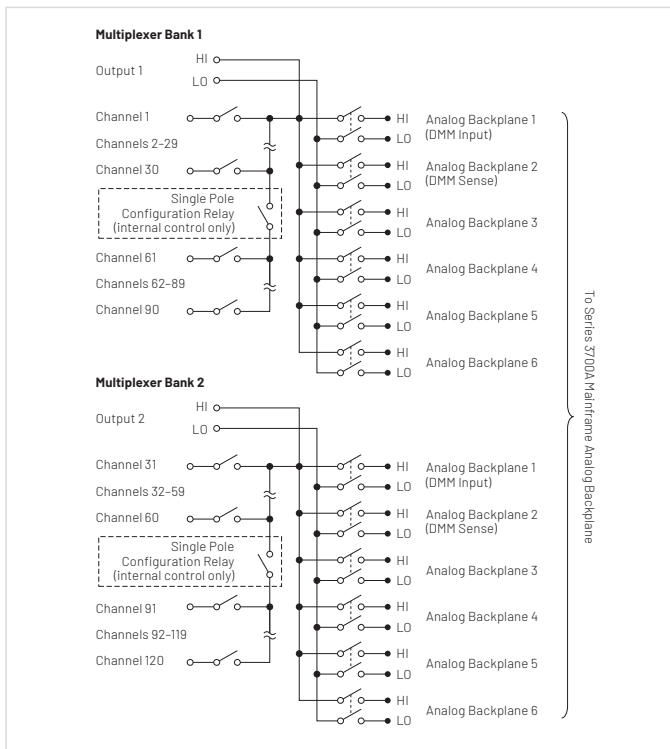 Multiplexer Bank 1
HI
Output 1
LO
Channel 1
HI
Analog Backplane 1
LO
(DMM Input)
Channels 2–29
HI
Analog Backplane 2
Channel 30
LO
(DMM Sense)
Single Pole
Configuration Relay
(internal control only)
HI
Analog Backplane 3
LO
Channel 61
HI
Analog Backplane 4
LO
Channels 62–89
HI
Analog Backplane 5
Channel 90
LO
HI
Analog Backplane 6
LO
To Series 3700A Mainframe Analog Backplane
Multiplexer Bank 2
HI
Output 2
LO
Channel 31
HI
Analog Backplane 1
LO
(DMM Input)
Channels 32–59
HI
Analog Backplane 2
Channel 60
LO
(DMM Sense)
Single Pole
Configuration Relay
(internal control only)
HI
Analog Backplane 3
LO
Channel 91
HI
Analog Backplane 4
LO
Channels 92–119
HI
Analog Backplane 5
Channel 120
LO
HI
Analog Backplane 6
LO